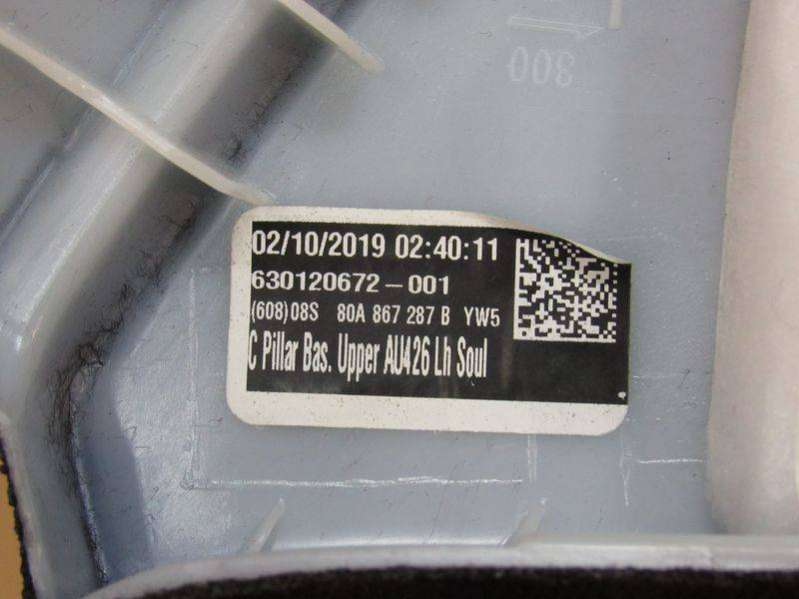 008
02/10/2019 02:40:11
630120672-001
(608)08S 80A 867 287 B YW5
C Pillar Bas. Upper AU426 Lh Soul